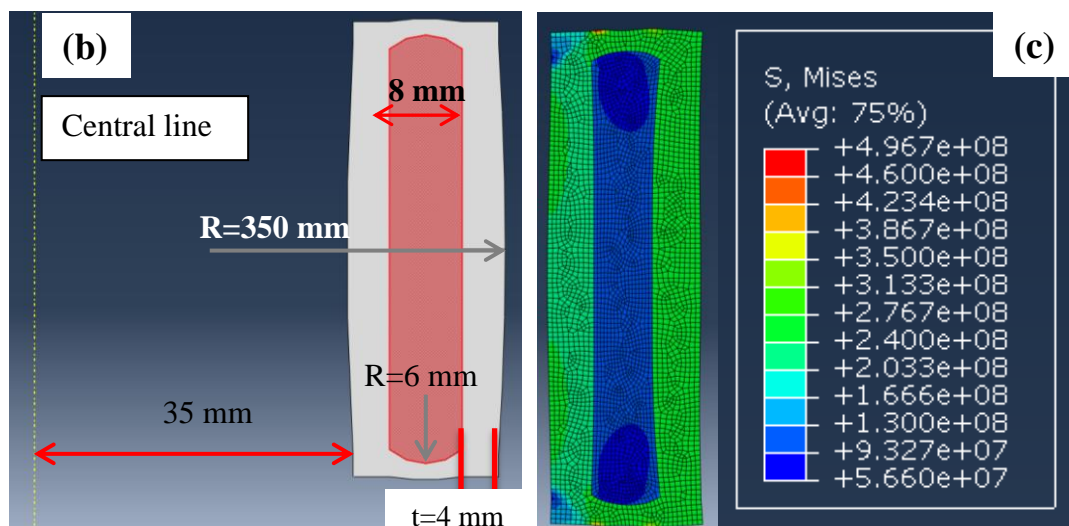 (b)
8 mm
Central line
R=350 mm
R=6 mm
35 mm
t=4 mm
(c)
S, Mises
(Avg: 75%)
+4.967e+08
+4.600e+08
+4.234e+08
+3.867e+08
+3.500e+08
+3.133e+08
+2.767e+08
+2.400e+08
+2.033e+08
+1.666e+08
+1.300e+08
+9.327e+07
+5.660e+07